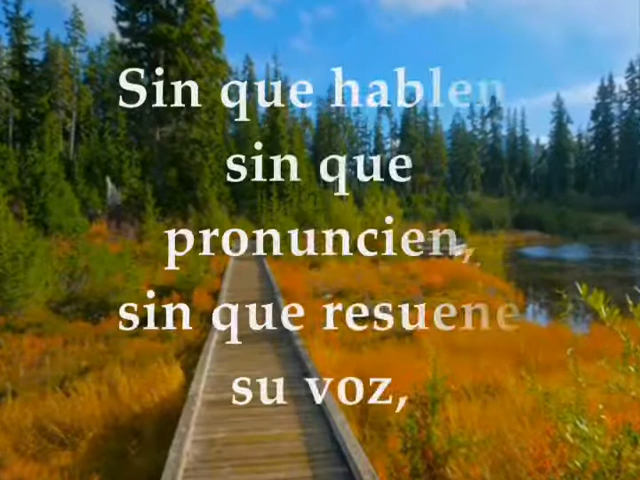 Sin que hablen
sin que
pronuncien,
sin que resuene
su voz,